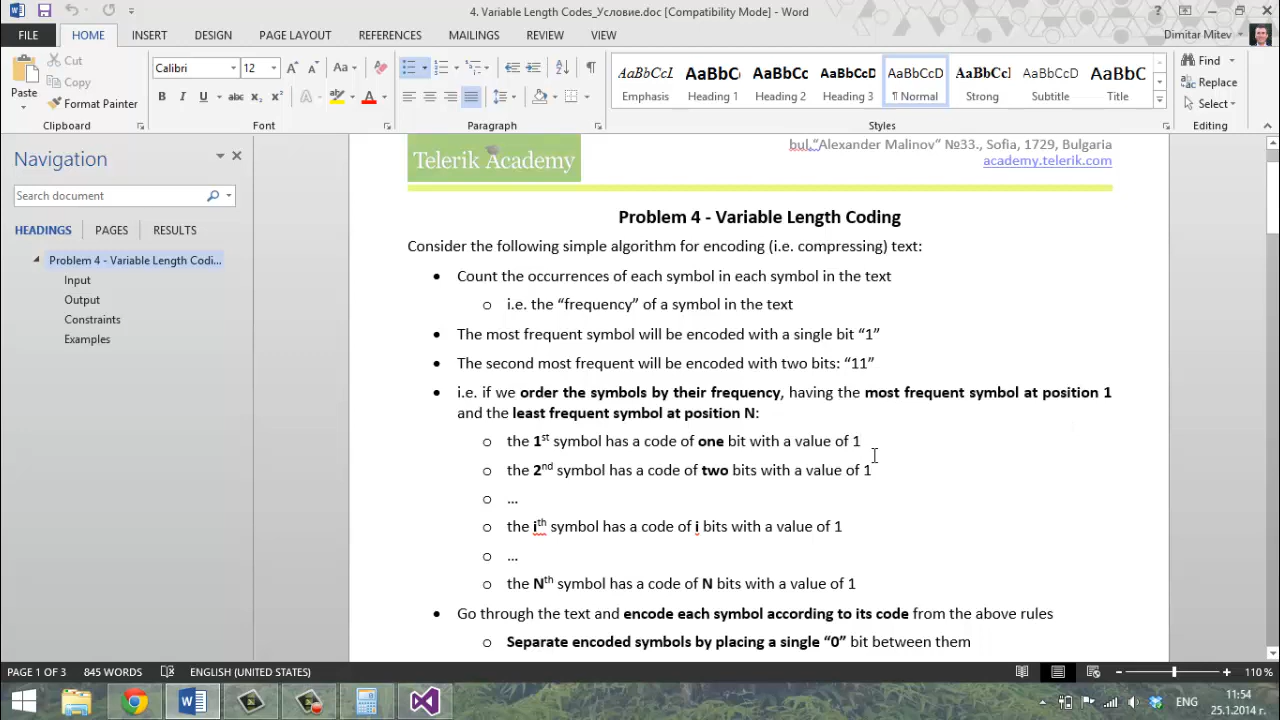 4. Variable Length Codes_Условие.doc [Compatibility Mode] - Word
FILE HOME INSERT DESIGN PAGE LAYOUT REFERENCES MAILINGS REVIEW VIEW Dimitar Mitev
Paste
Cut
Copy
Format Painter
Clipboard
Calibri 12
Font
Paragraph
AaBbCcL AaBbC AaBbCc AaBbCc AaBbCcD AaBbCcl AaBbCcD AaBbC
Emphasis Heading 1 Heading 2 Heading 3 ¶ Normal Strong Subtitle Title
Styles
Find
Replace
Select
Editing
Navigation
Search document
HEADINGS PAGES RESULTS
Problem 4 - Variable Length Codi...
Input
Output
Constraints
Examples
Telerik Academy
bul.“Alexander Malinov” №33., Sofia, 1729, Bulgaria
academy.telerik.com
Problem 4 - Variable Length Coding
Consider the following simple algorithm for encoding (i.e. compressing) text:
• Count the occurrences of each symbol in each symbol in the text
o i.e. the “frequency” of a symbol in the text
• The most frequent symbol will be encoded with a single bit “1”
• The second most frequent will be encoded with two bits: “11”
• i.e. if we order the symbols by their frequency, having the most frequent symbol at position 1
and the least frequent symbol at position N:
o the 1st symbol has a code of one bit with a value of 1
o the 2nd symbol has a code of two bits with a value of 1
o ...
o the ith symbol has a code of i bits with a value of 1
o ...
o the Nth symbol has a code of N bits with a value of 1
• Go through the text and encode each symbol according to its code from the above rules
o Separate encoded symbols by placing a single “0” bit between them
PAGE 1 OF 3 845 WORDS ENGLISH (UNITED STATES) 110 %
ENG
11:54
25.1.2014 г.